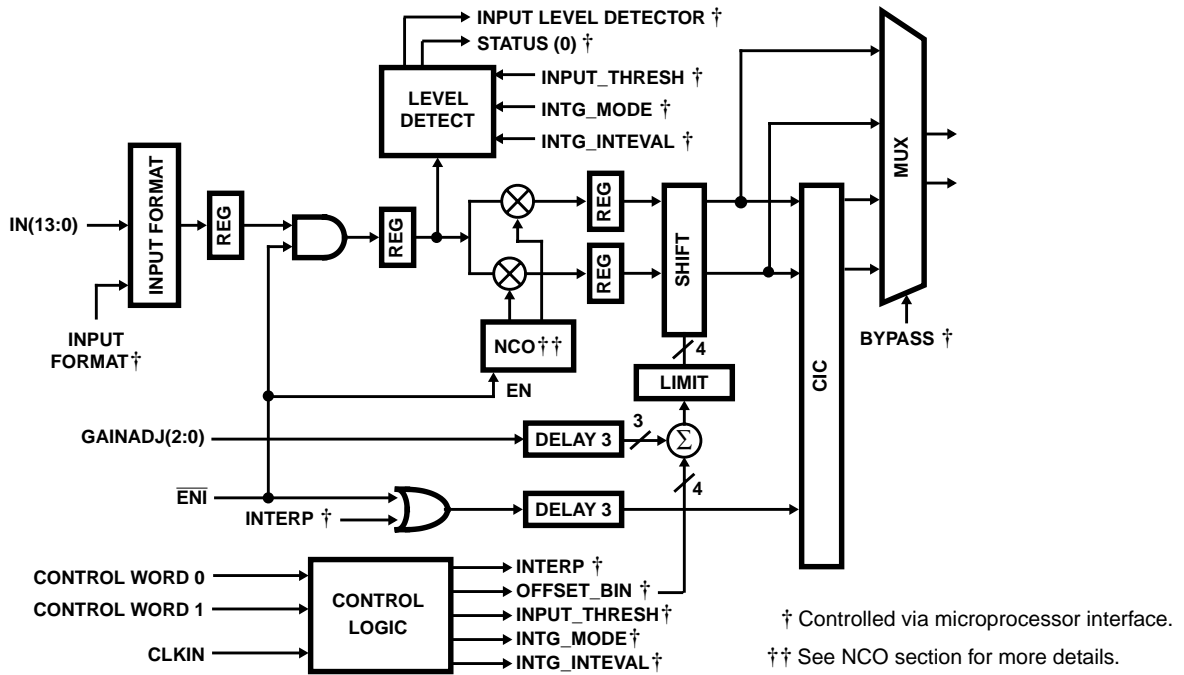 INPUT LEVEL DETECTOR †
STATUS (0) †
INPUT_THRESH †
INTG_MODE †
INTG_INTEVAL †
LEVEL
DETECT
MUX
IN(13:0)
INPUT FORMAT
REG
REG
REG
REG
SHIFT
INPUT
FORMAT †
NCO ††
EN
4
LIMIT
BYPASS †
CIC
GAINADJ(2:0)
DELAY 3
3
Σ
4
ENI
INTERP †
DELAY 3
CONTROL WORD 0
CONTROL WORD 1
CLKIN
CONTROL
LOGIC
INTERP †
OFFSET_BIN †
INPUT_THRESH †
INTG_MODE †
INTG_INTEVAL †
† Controlled via microprocessor interface.
†† See NCO section for more details.